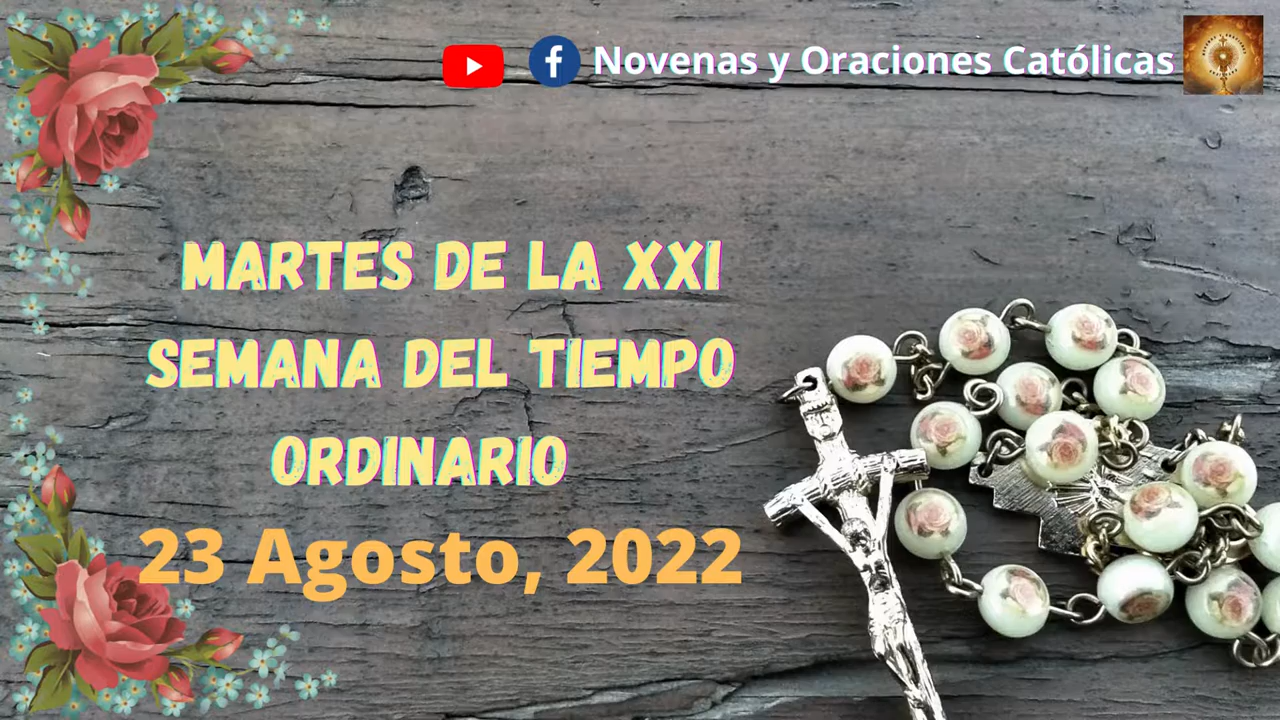 Novenas y Oraciones Católicas
MARTES DE LA XXI
SEMANA DEL TIEMPO
ORDINARIO
23 Agosto, 2022